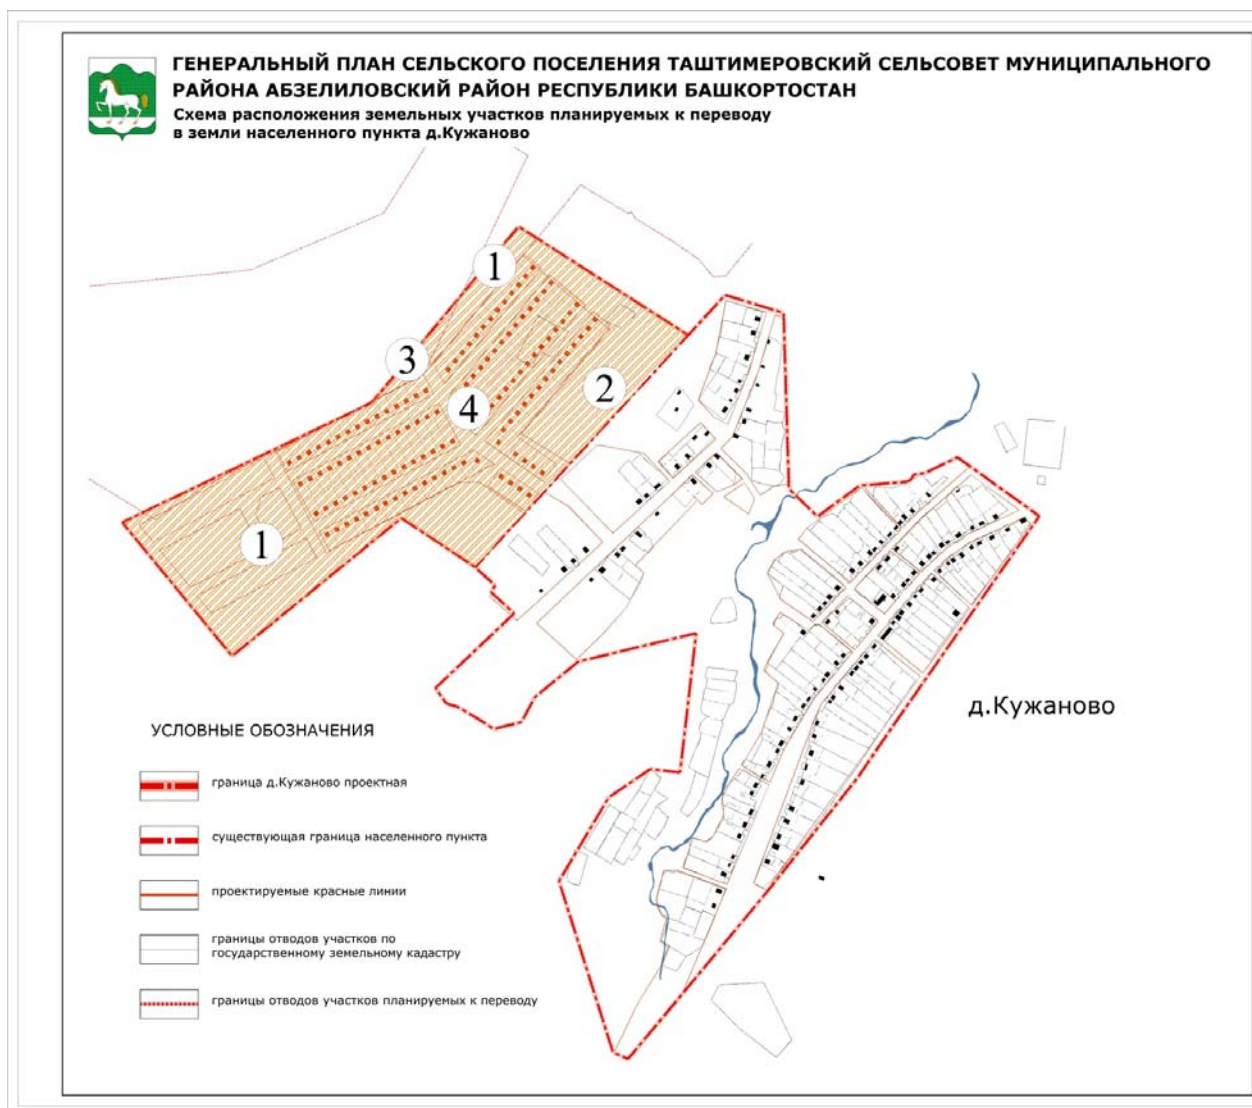 ГЕНЕРАЛЬНЫЙ ПЛАН СЕЛЬСКОГО ПОСЕЛЕНИЯ ТАШТИМЕРОВСКИЙ СЕЛЬСОВЕТ МУНИЦИПАЛЬНОГО
РАЙОНА АБЗЕЛИЛОВСКИЙ РАЙОН РЕСПУБЛИКИ БАШКОРТОСТАН
Схема расположения земельных участков планируемых к переводу
в земли населенного пункта д.Кужаново
1
3
2
4
1
д.Кужаново
УСЛОВНЫЕ ОБОЗНАЧЕНИЯ
граница д.Кужаново проектная
существующая граница населенного пункта
проектируемые красные линии
границы отводов участков по
государственному земельному кадастру
границы отводов участков планируемых к переводу